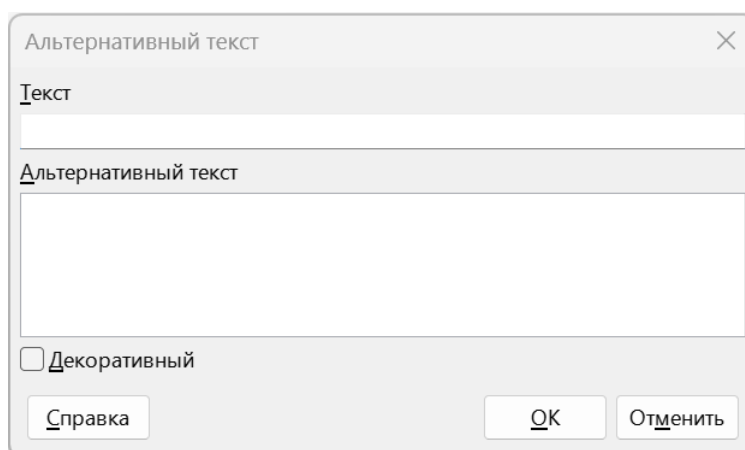 Альтернативный текст
Текст
Альтернативный текст
Декоративный
Справка
OK
Отменить